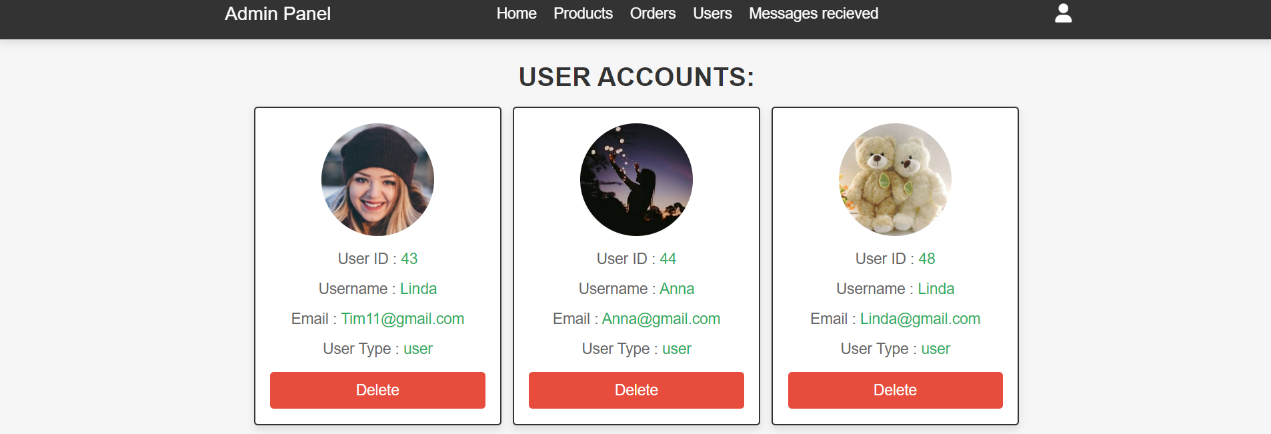 Admin Panel Home Products Orders Users Messages recieved
USER ACCOUNTS:
User ID : 43
Username : Linda
Email : Tim11@gmail.com
User Type : user
Delete
User ID : 44
Username : Anna
Email : Anna@gmail.com
User Type : user
Delete
User ID : 48
Username : Linda
Email : Linda@gmail.com
User Type : user
Delete